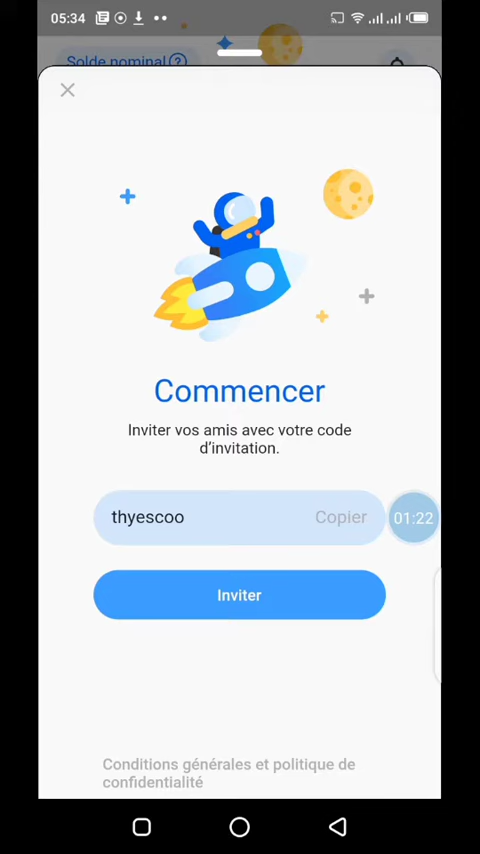 05:34
Solde nominal
Commencer
Inviter vos amis avec votre code
d'invitation.
thyescoo Copier
01:22
Inviter
Conditions générales et politique de
confidentialité